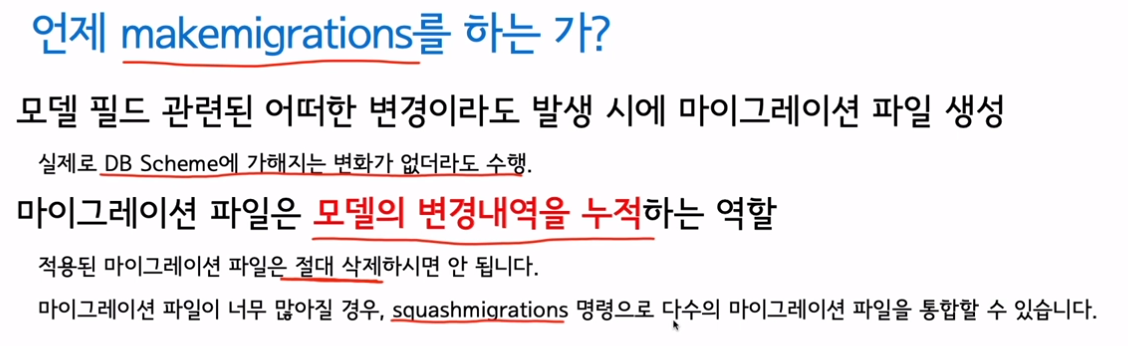 언제 makemigrations를 하는 가?
모델 필드 관련된 어떠한 변경이라도 발생 시에 마이그레이션 파일 생성
실제로 DB Scheme에 가해지는 변화가 없더라도 수행.
마이그레이션 파일은 모델의 변경내역을 누적하는 역할
적용된 마이그레이션 파일은 절대 삭제하시면 안 됩니다.
마이그레이션 파일이 너무 많아질 경우, squashmigrations 명령으로 다수의 마이그레이션 파일을 통합할 수 있습니다.